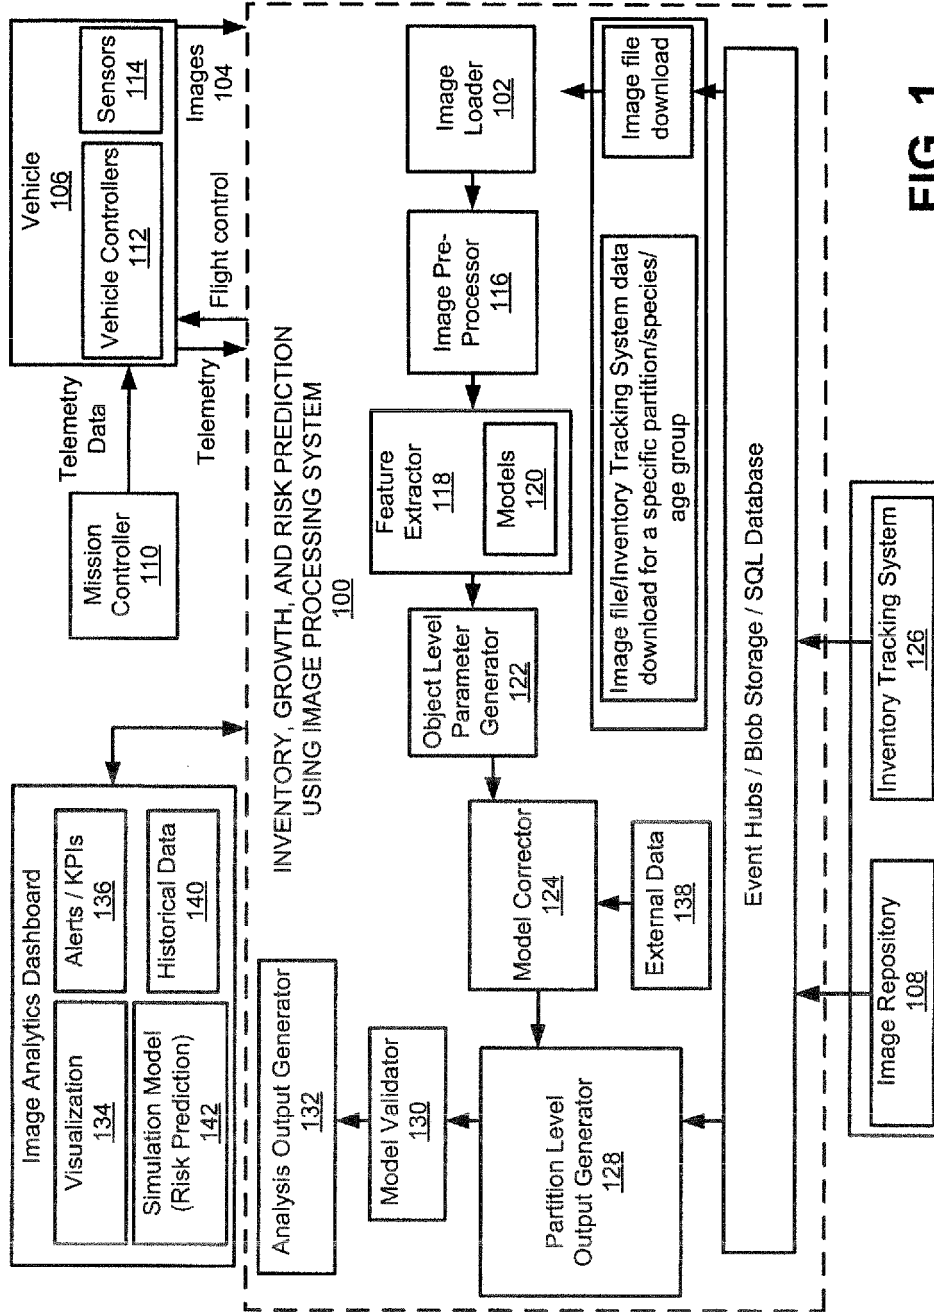 Image Analytics Dashboard
Visualization
134
Alerts / KPIs
136
Simulation Model
(Risk Prediction)
142
Historical Data
140
Mission
Controller
110
Telemetry
Data
Vehicle
106
Vehicle Controllers
112
Sensors
114
Telemetry
Flight control
Images
104
INVENTORY, GROWTH, AND RISK PREDICTION
USING IMAGE PROCESSING SYSTEM
100
Analysis Output Generator
132
Model Validator
130
Partition Level
Output Generator
128
Model Corrector
124
External Data
138
Object Level
Parameter
Generator
122
Feature
Extractor
118
Models
120
Image Pre-
Processor
116
Image
Loader
102
Image file/Inventory Tracking System data
download for a specific partition/species/
age group
Image file
download
Event Hubs / Blob Storage / SQL Database
Image Repository
108
Inventory Tracking System
126
FIG. 1